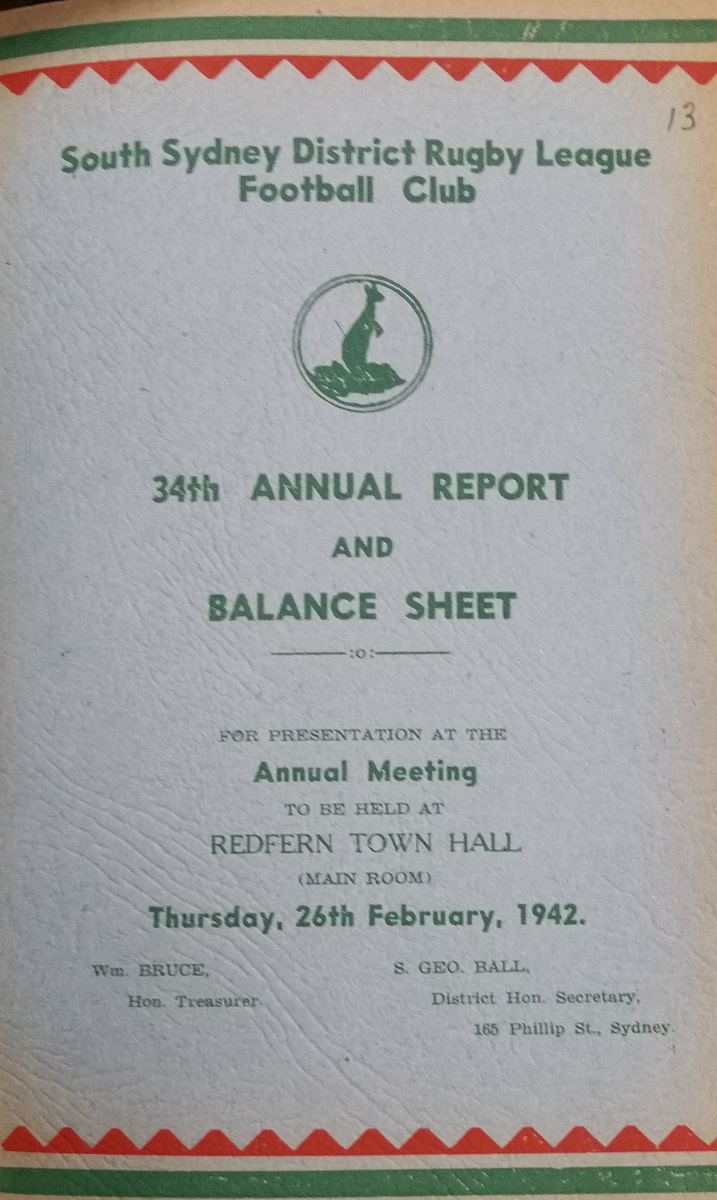 13
South Sydney District Rugby League
Football Club
34th ANNUAL REPORT
AND
BALANCE SHEET
:o:
FOR PRESENTATION AT THE
Annual Meeting
TO BE HELD AT
REDFERN TOWN HALL
(MAIN ROOM)
Thursday, 26th February, 1942.
Wm. BRUCE,
Hon. Treasurer.
S. GEO. BALL,
District Hon. Secretary,
165 Phillip St., Sydney.